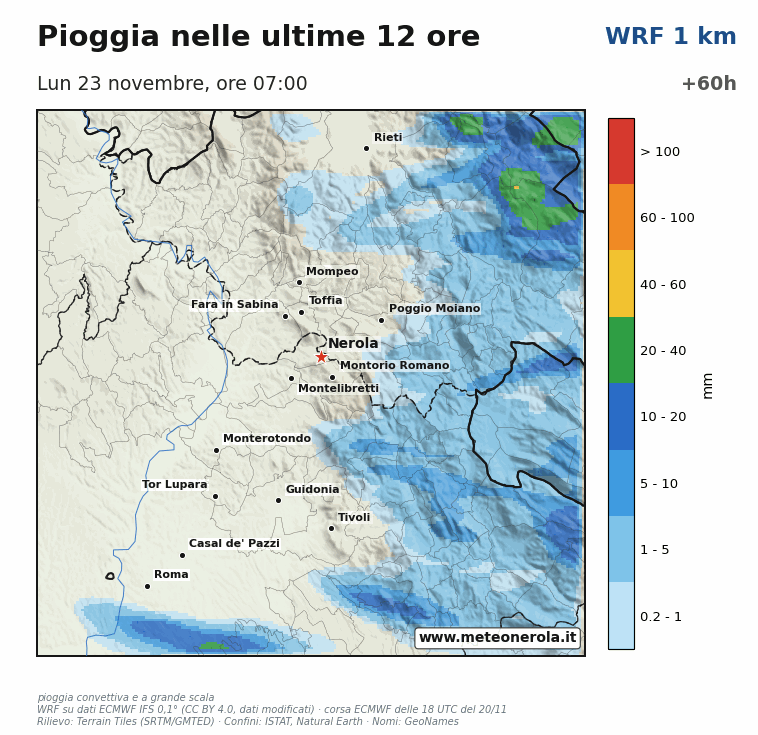 Pioggia nelle ultime 12 ore
WRF 1 km
Lun 23 novembre, ore 07:00
+60h
Rieti
> 100
60 - 100
Mompeo
40 - 60
Fara in Sabina
Toffia
Poggio Moiano
Nerola
20 - 40
Montorio Romano
Montelibretti
mm
10 - 20
Monterotondo
Tor Lupara
Guidonia
5 - 10
Tivoli
Casal de' Pazzi
1 - 5
Roma
0.2 - 1
www.meteonerola.it
pioggia convettiva e a grande scala
WRF su dati ECMWF IFS 0,1° (CC BY 4.0, dati modificati) · corsa ECMWF delle 18 UTC del 20/11
Rilievo: Terrain Tiles (SRTM/GMTED) · Confini: ISTAT, Natural Earth · Nomi: GeoNames